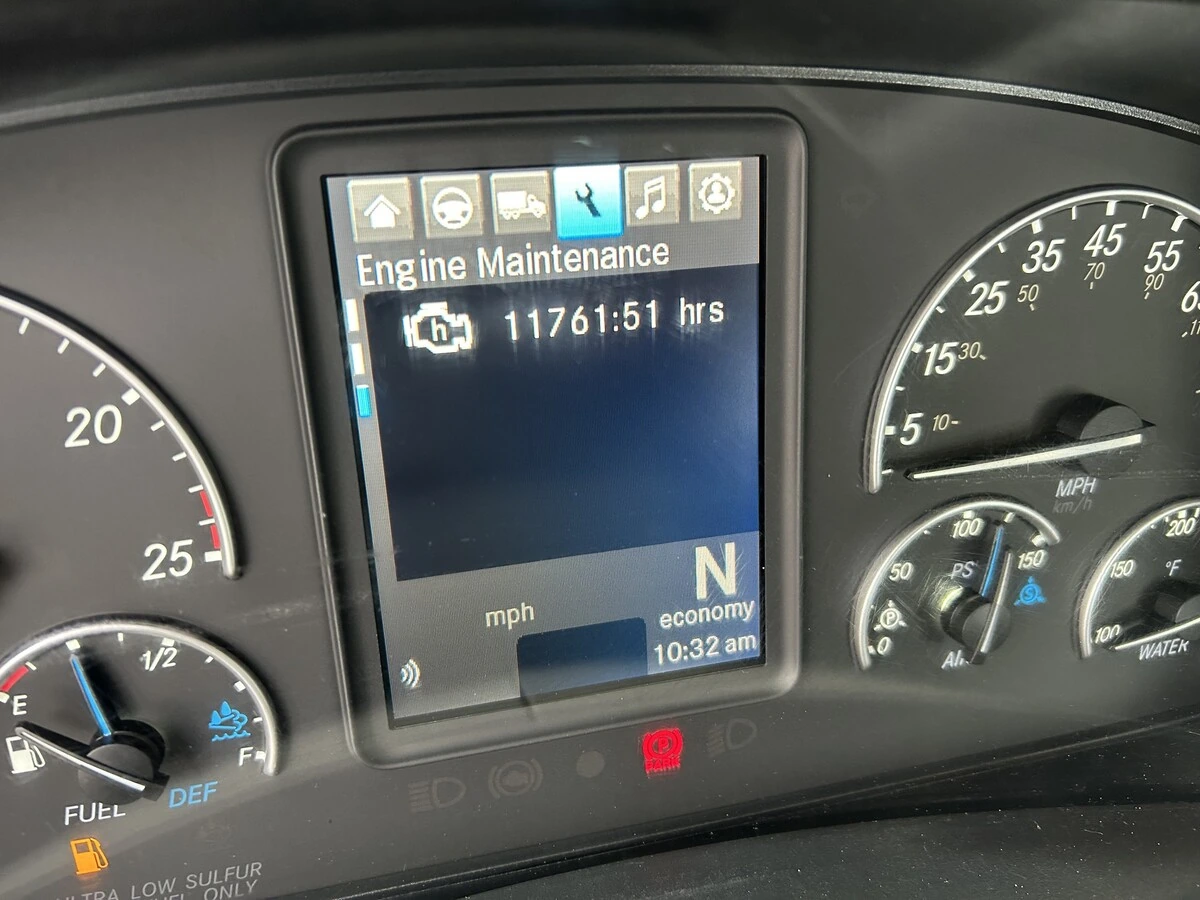 Engine Maintenance
h 11761:51 hrs
N
mph
economy
10:32 am
20
25
E
1/2
F
FUEL
DEF
LOW SULFUR
ONLY
PARK
5
15
25
35
45
55
10
30
50
70
90
MPH
km/h
0
50
100
150
PS
P
S
100
150
200
°F
WATER